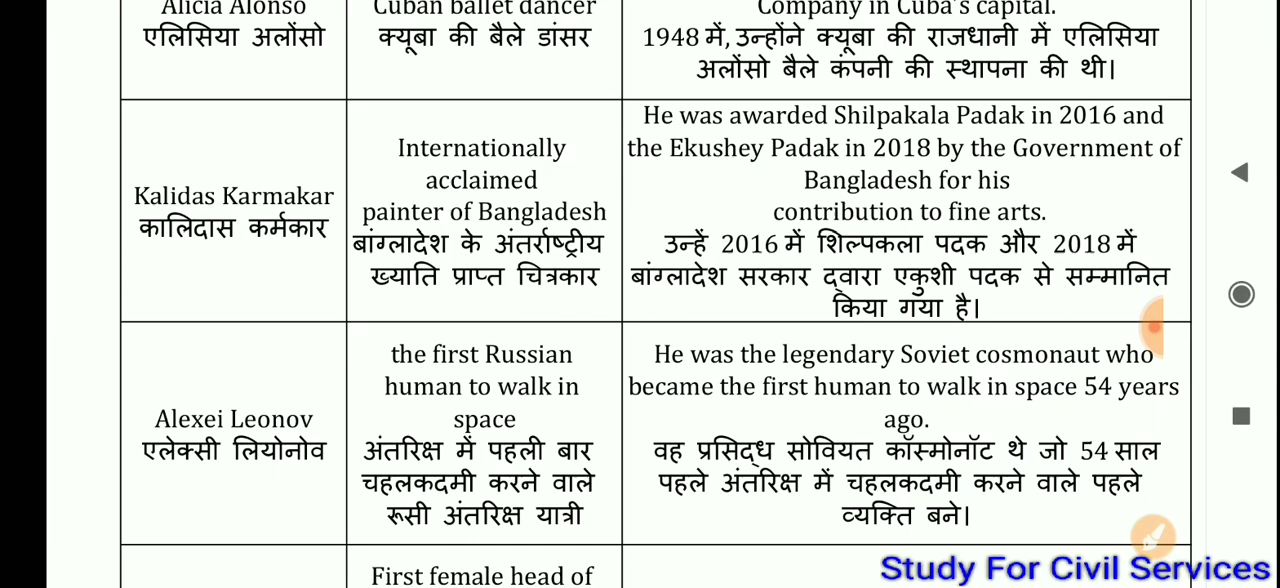 Alicia Alonso
एलिसिया अलोंसो
Cuban ballet dancer
क्यूबा की बैले डांसर
Company in Cuba's capital.
1948 में, उन्होंने क्यूबा की राजधानी में एलिसिया
अलोंसो बैले कंपनी की स्थापना की थी।
Kalidas Karmakar
कालिदास कर्मकार
Internationally
acclaimed
painter of Bangladesh
बांग्लादेश के अंतर्राष्ट्रीय
ख्याति प्राप्त चित्रकार
He was awarded Shilpakala Padak in 2016 and
the Ekushey Padak in 2018 by the Government of
Bangladesh for his
contribution to fine arts.
उन्हें 2016 में शिल्पकला पदक और 2018 में
बांग्लादेश सरकार द्वारा एकुशी पदक से सम्मानित
किया गया है।
Alexei Leonov
एलेक्सी लियोनोव
the first Russian
human to walk in
space
अंतरिक्ष में पहली बार
चहलकदमी करने वाले
रूसी अंतरिक्ष यात्री
He was the legendary Soviet cosmonaut who
became the first human to walk in space 54 years
ago.
वह प्रसिद्ध सोवियत कॉस्मोनॉट थे जो 54 साल
पहले अंतरिक्ष में चहलकदमी करने वाले पहले
व्यक्ति बने।
First female head of
Study For Civil Services